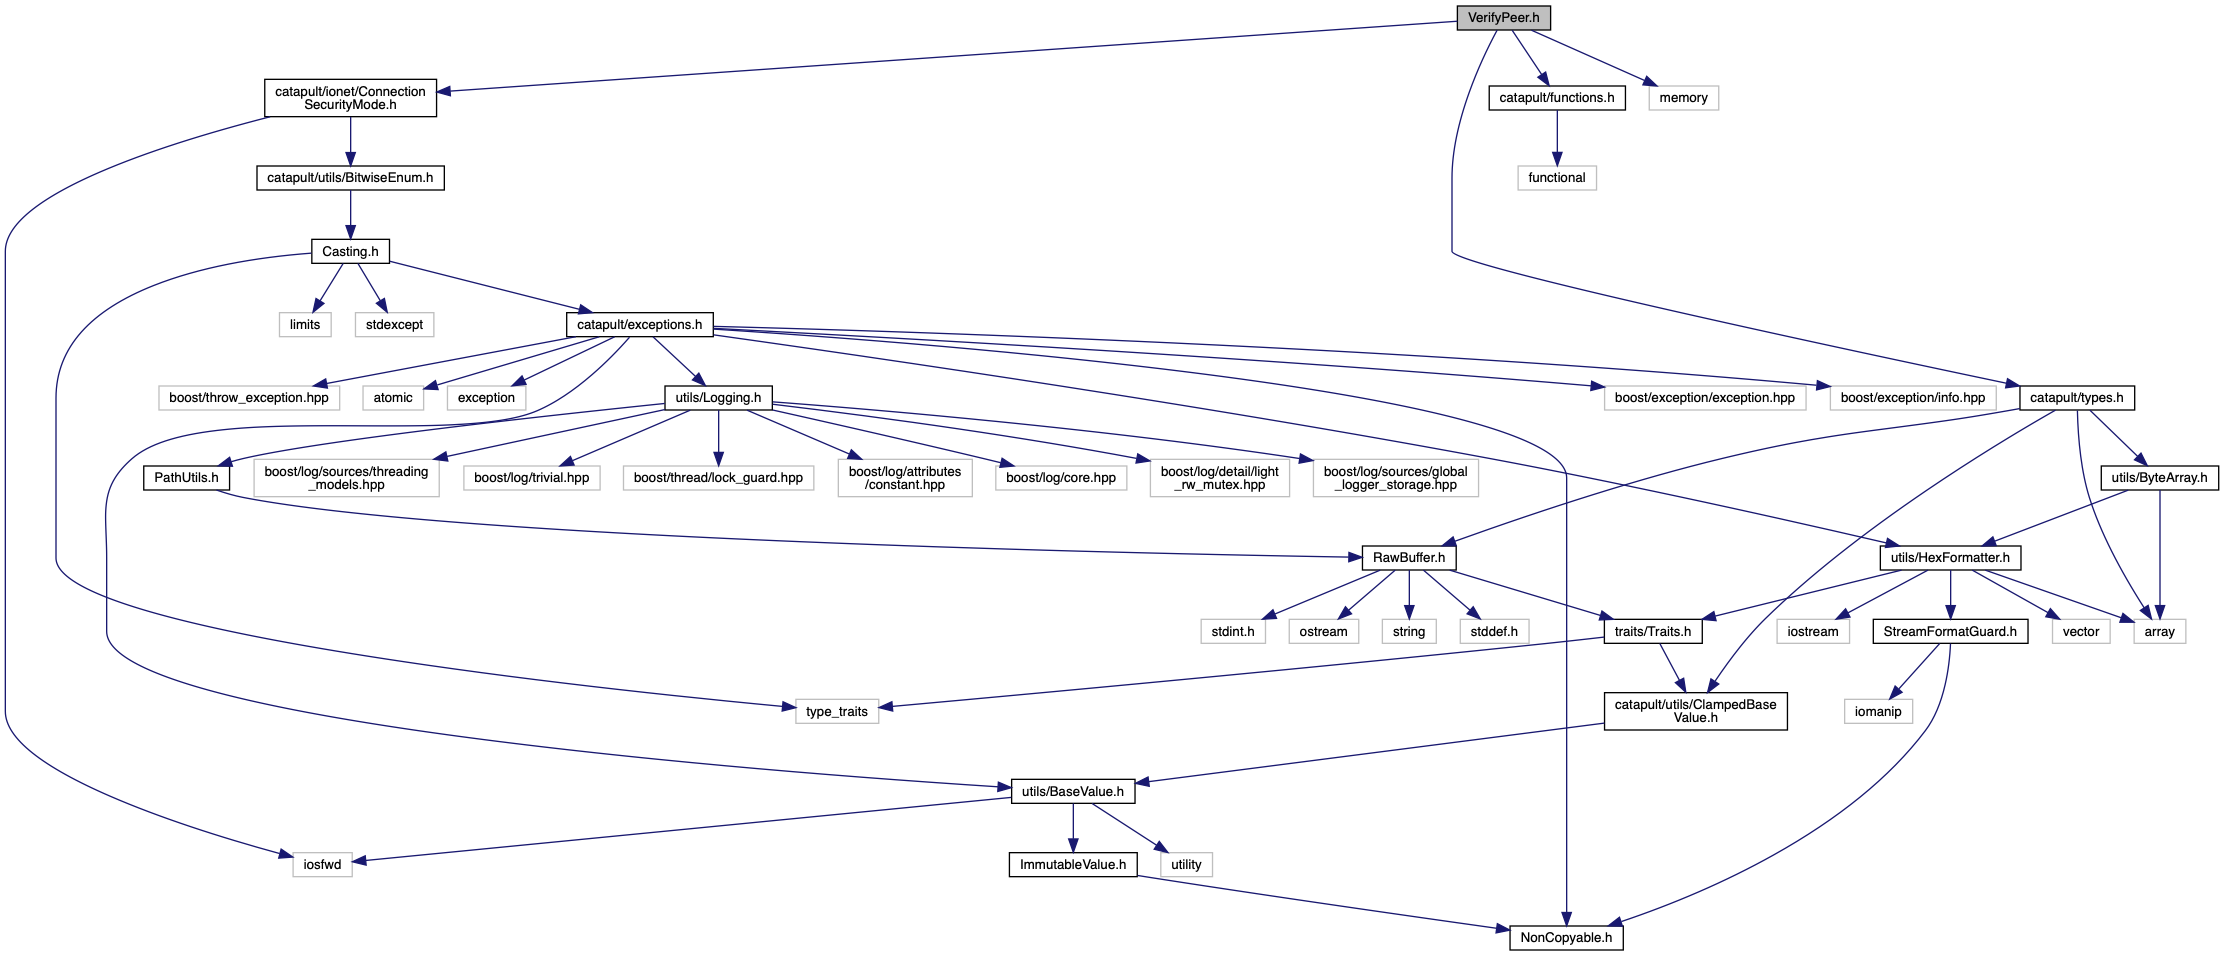 VerifyPeer.h
catapult/ionet/Connection
SecurityMode.h
catapult/functions.h
memory
catapult/utils/BitwiseEnum.h
functional
Casting.h
limits
stdexcept
catapult/exceptions.h
boost/throw_exception.hpp
atomic
exception
utils/Logging.h
boost/exception/exception.hpp
boost/exception/info.hpp
catapult/types.h
PathUtils.h
boost/log/sources/threading
_models.hpp
boost/log/trivial.hpp
boost/thread/lock_guard.hpp
boost/log/attributes
/constant.hpp
boost/log/core.hpp
boost/log/detail/light
_rw_mutex.hpp
boost/log/sources/global
_logger_storage.hpp
utils/ByteArray.h
RawBuffer.h
utils/HexFormatter.h
stdint.h
ostream
string
stddef.h
traits/Traits.h
iostream
StreamFormatGuard.h
vector
array
type_traits
catapult/utils/ClampedBase
Value.h
iomanip
utils/BaseValue.h
iosfwd
ImmutableValue.h
utility
NonCopyable.h